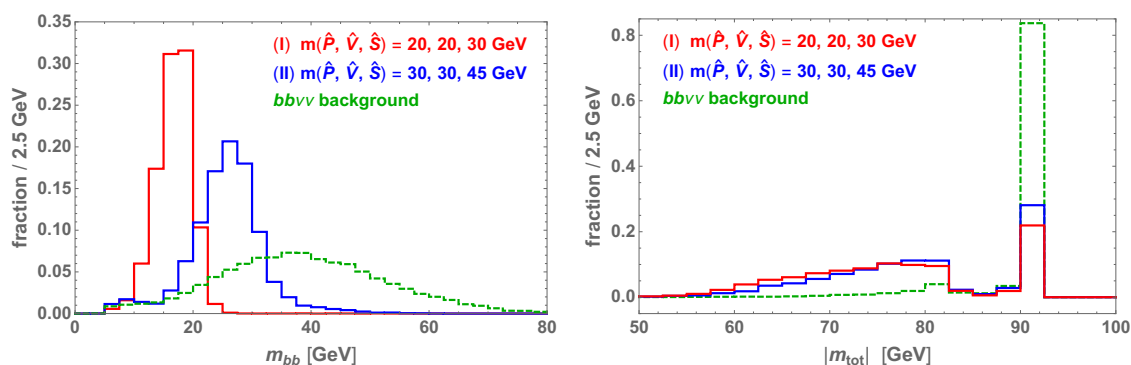 (I) m(P̂, V̂, Ŝ) = 20, 20, 30 GeV
(II) m(P̂, V̂, Ŝ) = 30, 30, 45 GeV
bbνν background
fraction / 2.5 GeV
0.35
0.30
0.25
0.20
0.15
0.10
0.05
0.00
0 20 40 60 80
m_bb [GeV]
(I) m(P̂, V̂, Ŝ) = 20, 20, 30 GeV
(II) m(P̂, V̂, Ŝ) = 30, 30, 45 GeV
bbνν background
fraction / 2.5 GeV
0.8
0.6
0.4
0.2
0.0
50 60 70 80 90 100
|m_tot| [GeV]